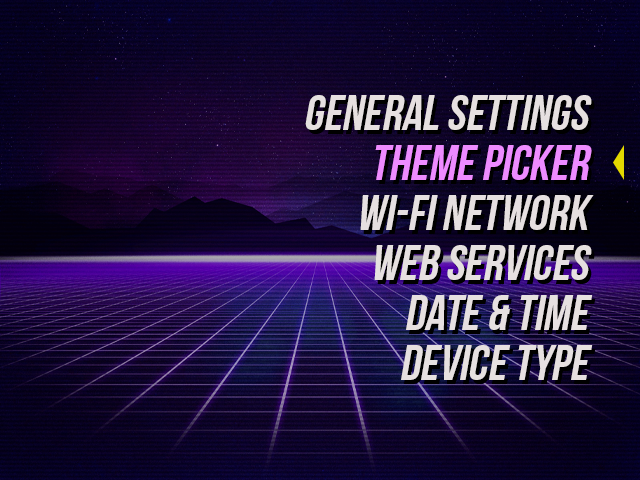 GENERAL SETTINGS
THEME PICKER
WI-FI NETWORK
WEB SERVICES
DATE & TIME
DEVICE TYPE